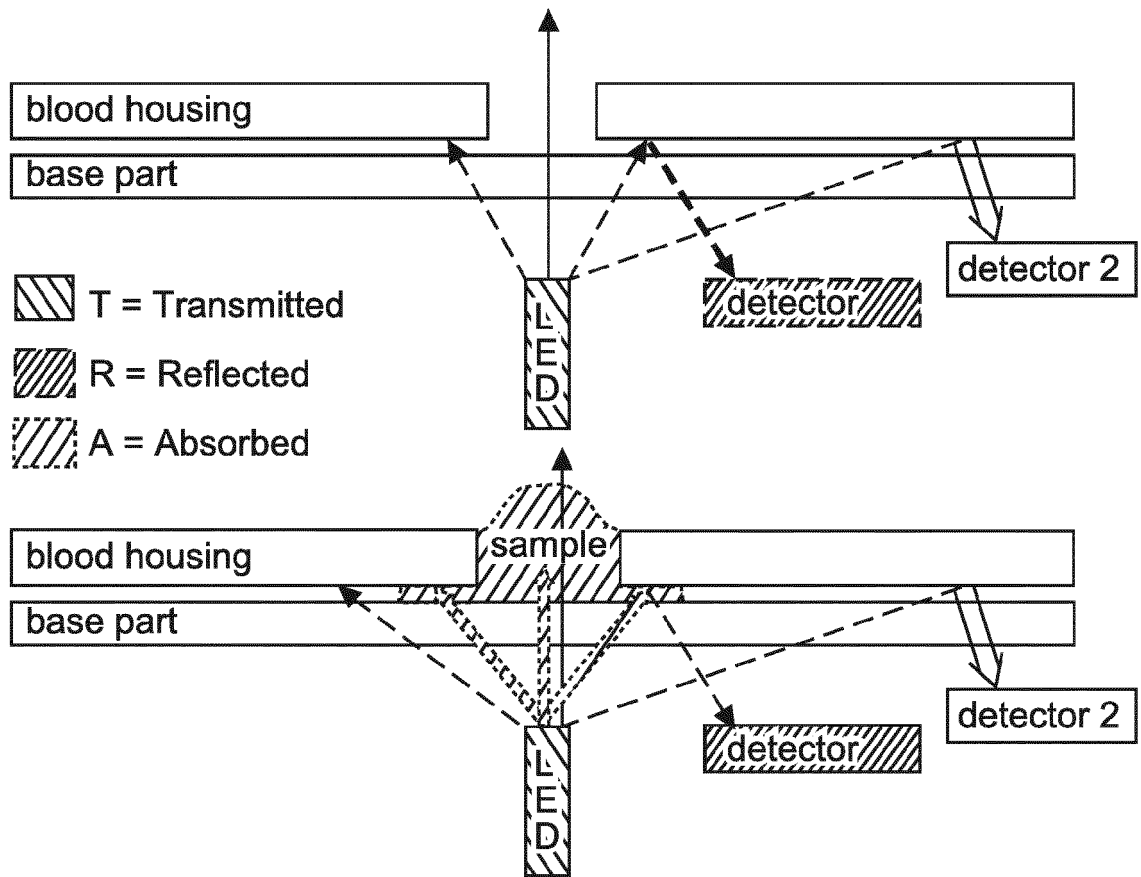 blood housing
base part
detector 2
detector
LED
T = Transmitted
R = Reflected
A = Absorbed
sample
blood housing
base part
detector 2
detector
LED